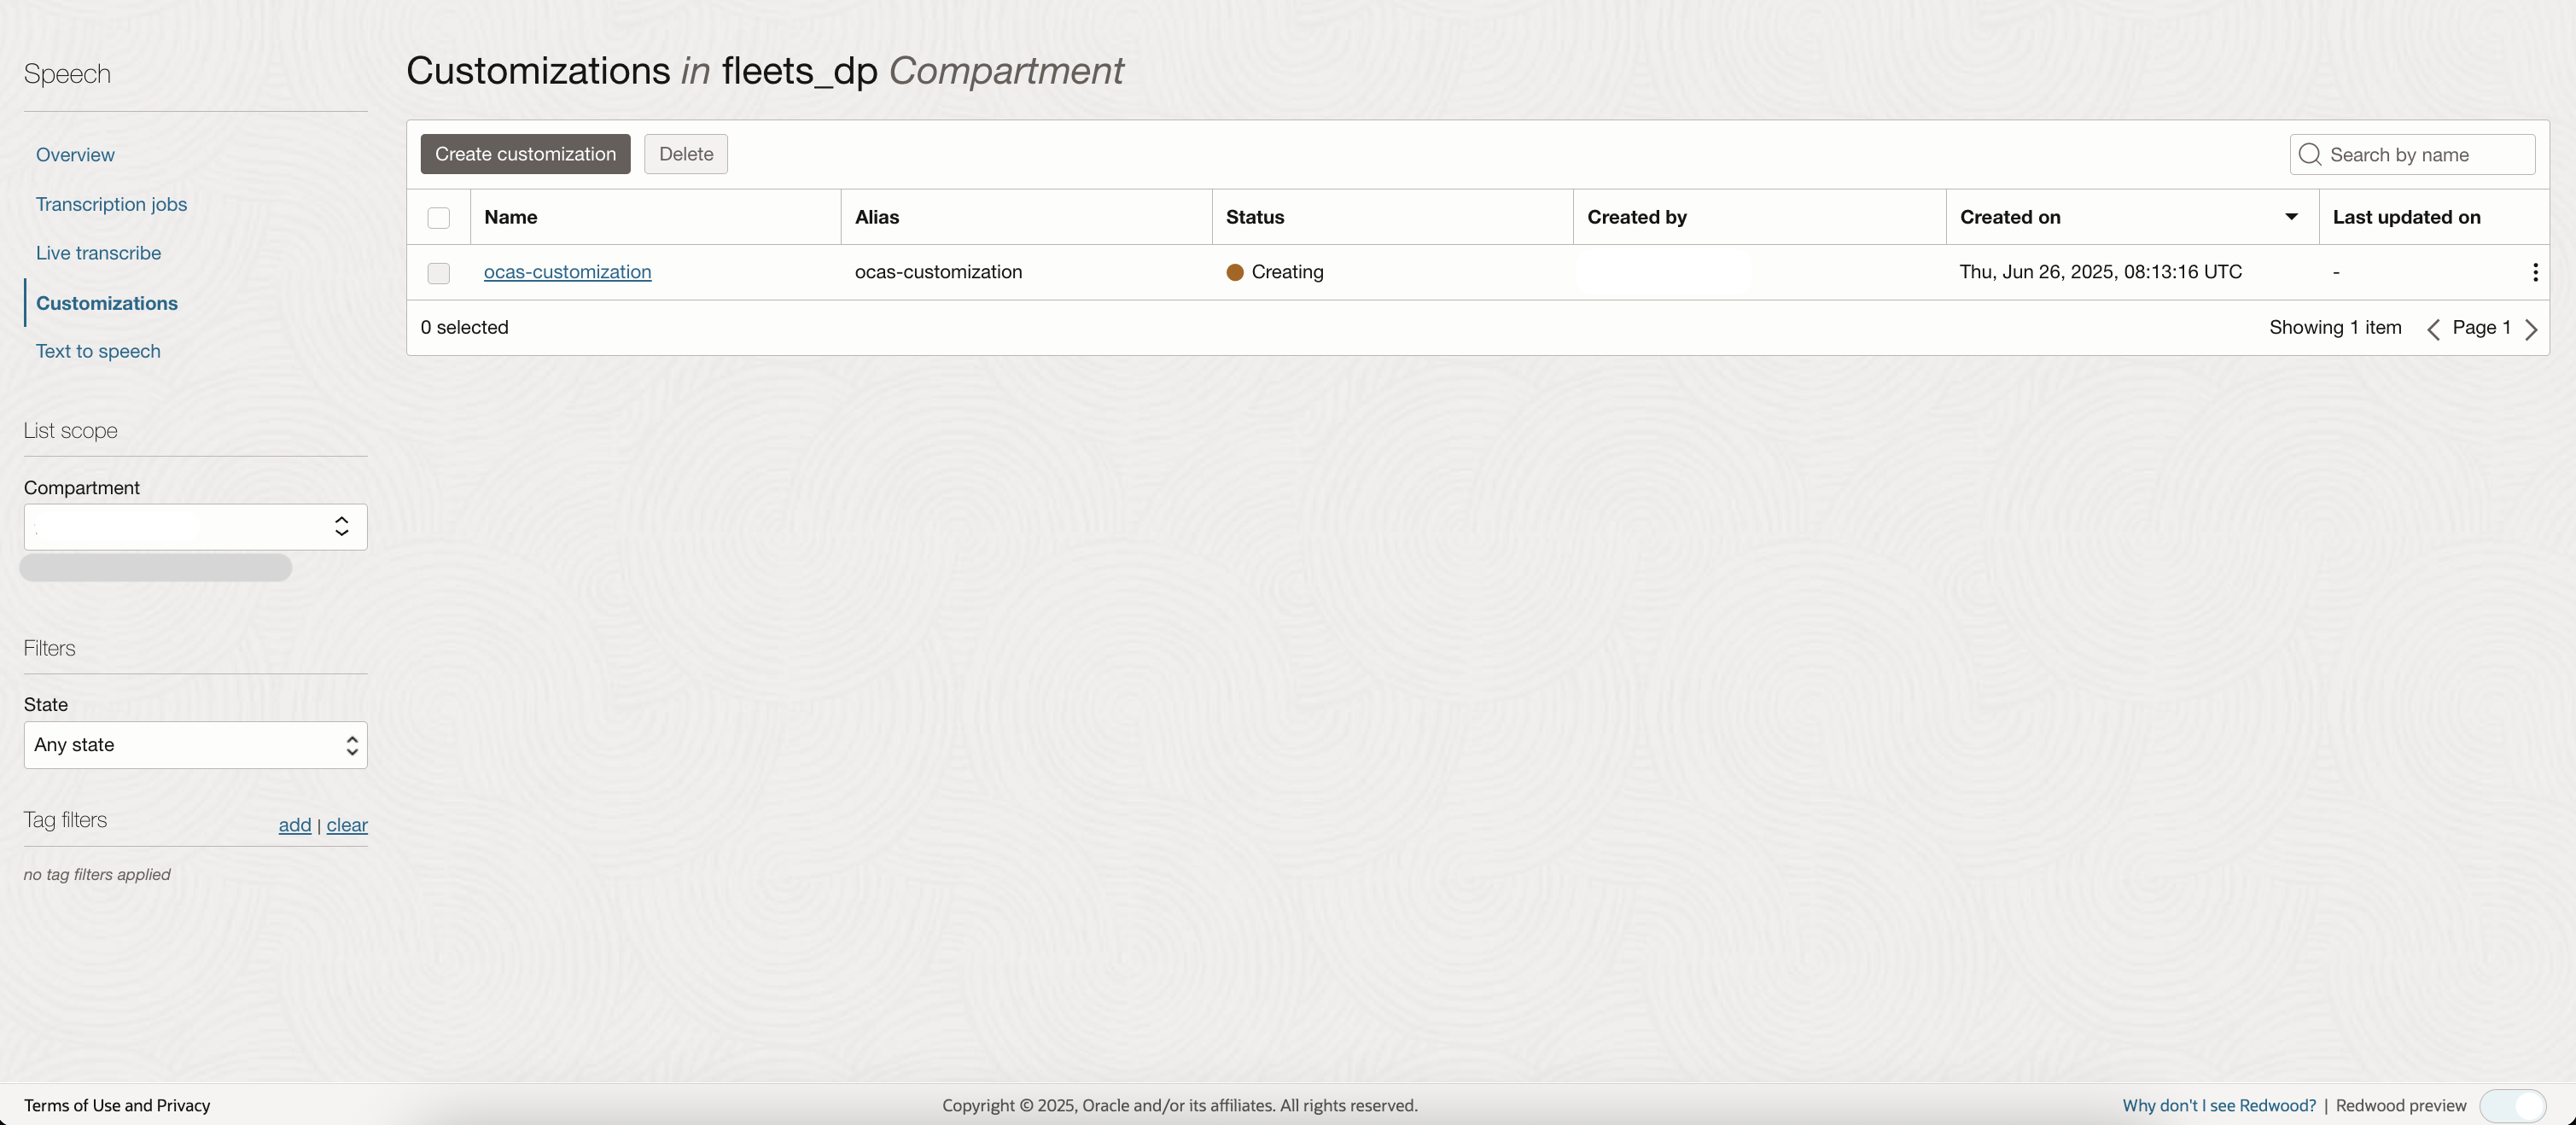 Speech
Overview
Transcription jobs
Live transcribe
Customizations
Text to speech
List scope
Compartment
Filters
State
Any state
Tag filters
add | clear
no tag filters applied
Customizations in fleets_dp Compartment
Create customization Delete Search by name
Name Alias Status Created by Created on Last updated on
ocas-customization ocas-customization Creating Thu, Jun 26, 2025, 08:13:16 UTC -
0 selected Showing 1 item Page 1
Terms of Use and Privacy Copyright © 2025, Oracle and/or its affiliates. All rights reserved. Why don't I see Redwood? | Redwood preview